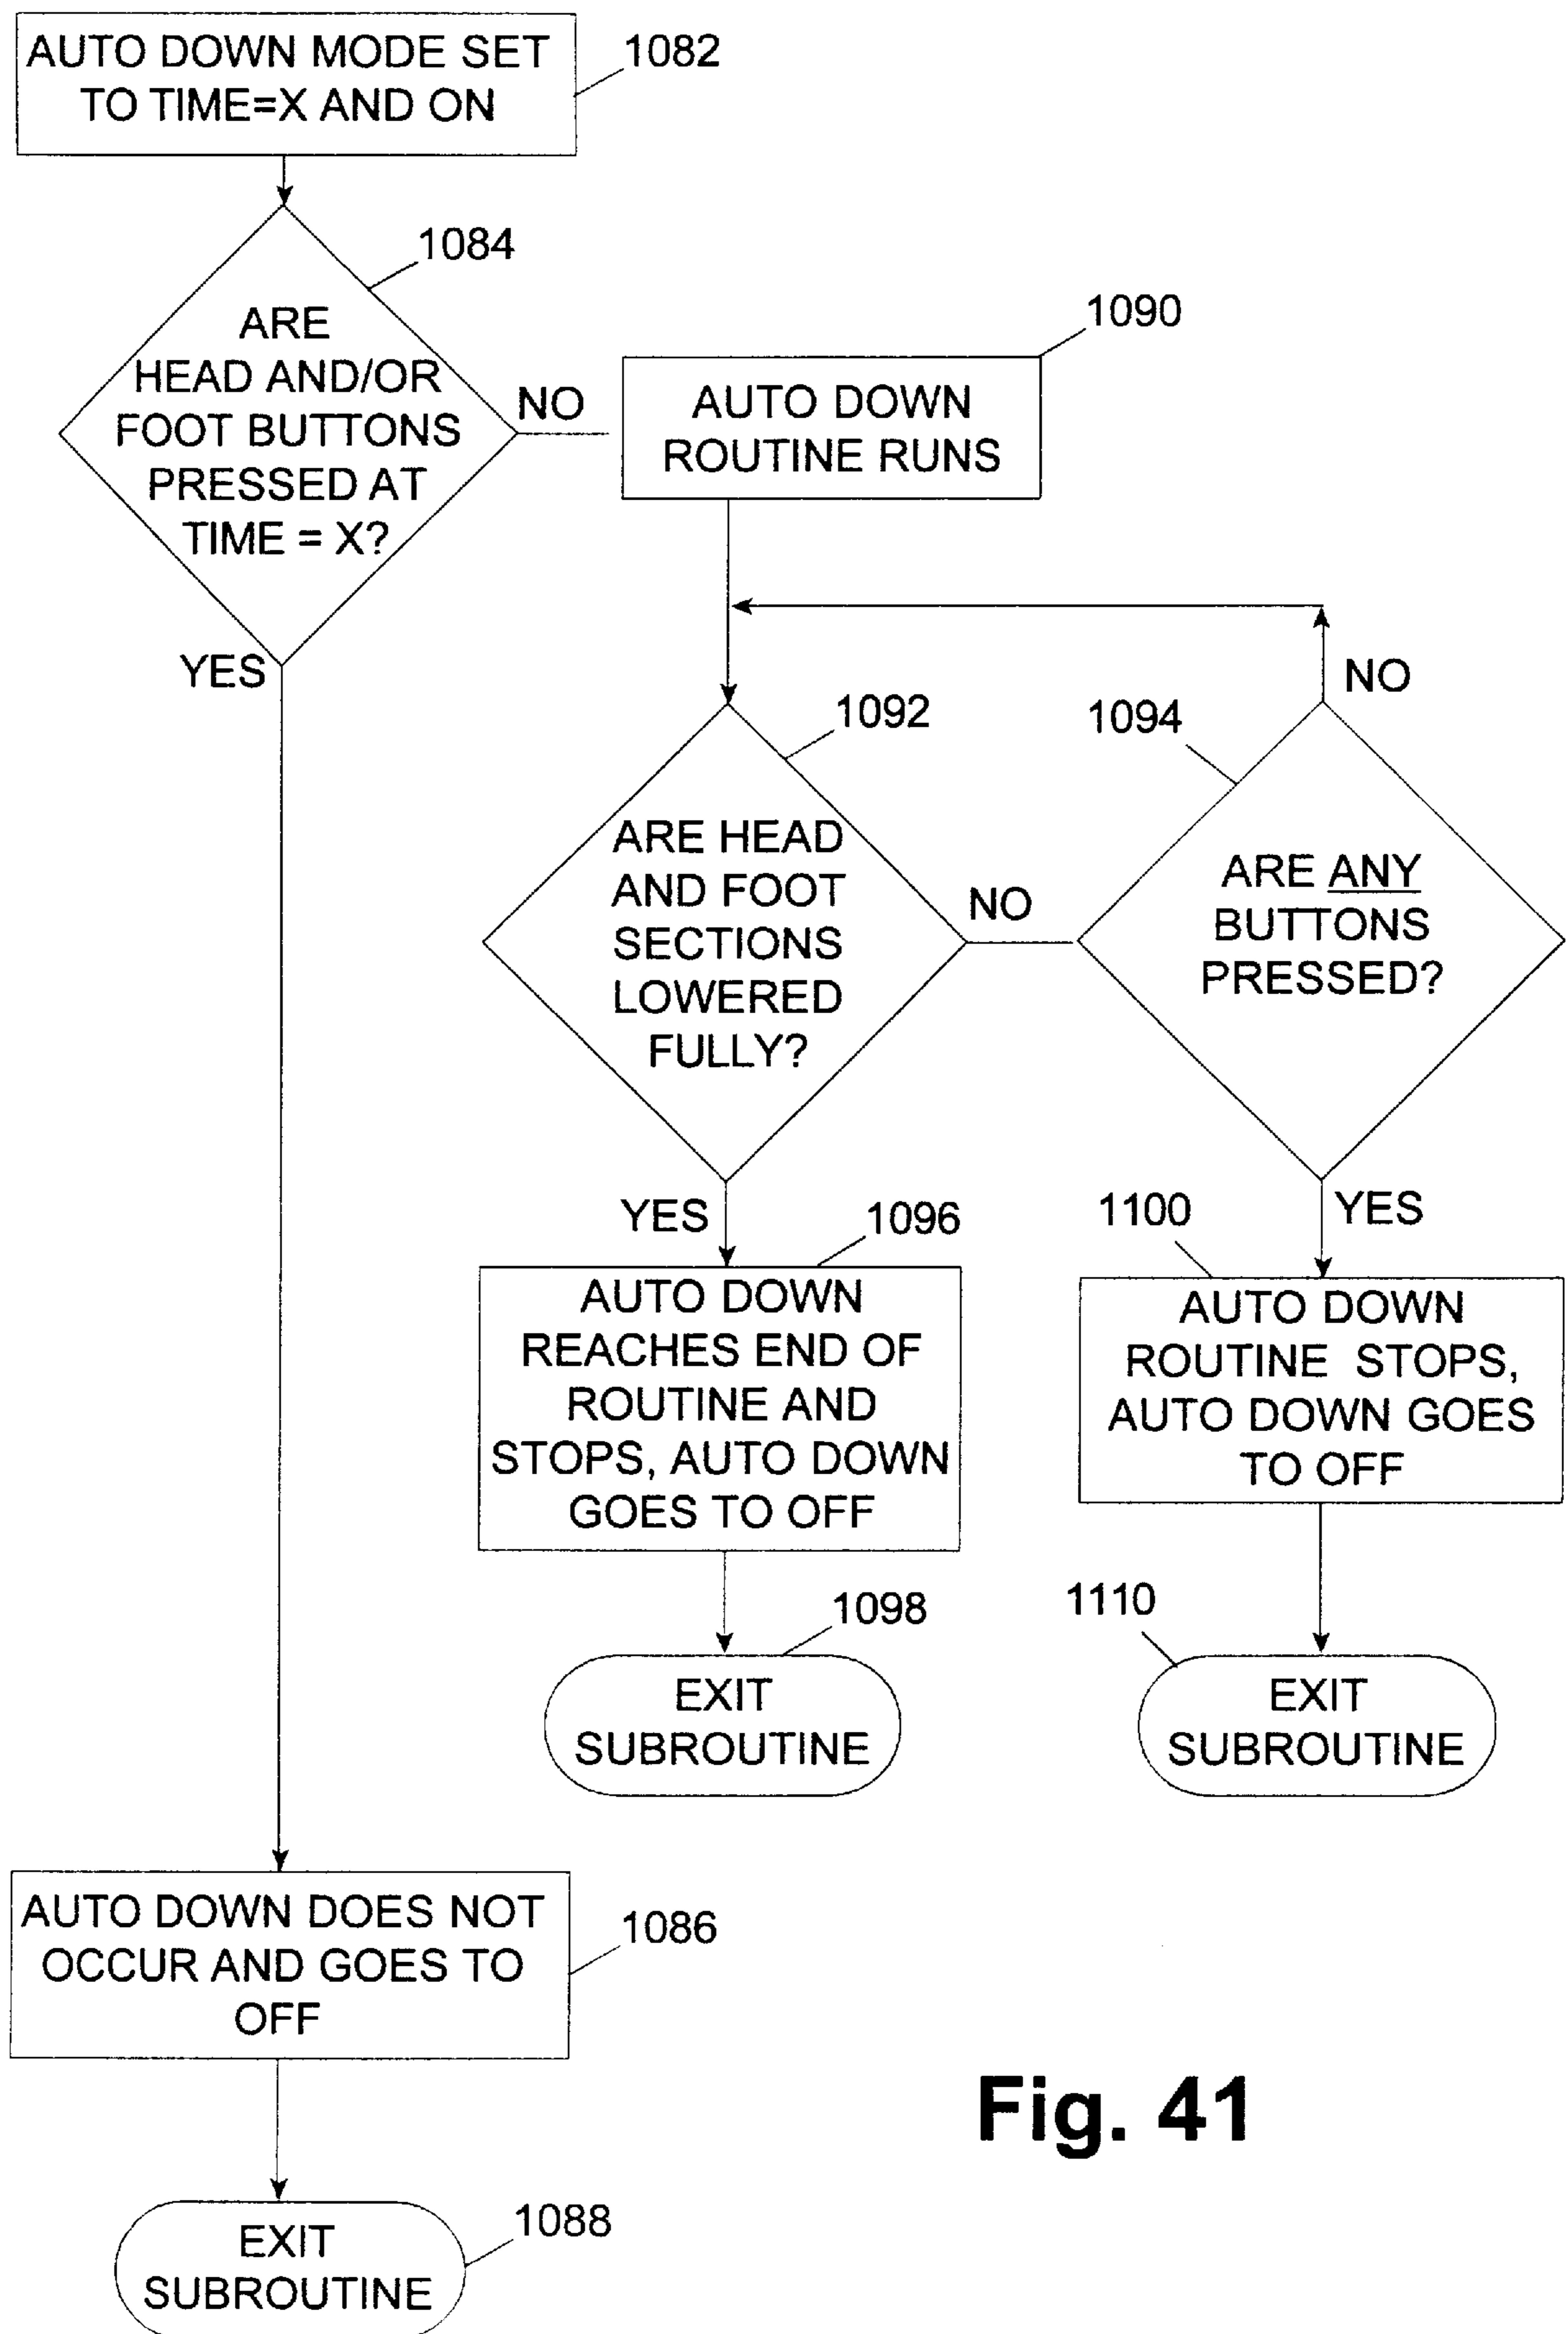 AUTO DOWN MODE SET
TO TIME=X AND ON
1082
1084
ARE
HEAD AND/OR
FOOT BUTTONS
PRESSED AT
TIME = X?
NO
YES
1090
AUTO DOWN
ROUTINE RUNS
1092
ARE HEAD
AND FOOT
SECTIONS
LOWERED
FULLY?
NO
YES
1094
ARE ANY
BUTTONS
PRESSED?
NO
YES
1096
AUTO DOWN
REACHES END OF
ROUTINE AND
STOPS, AUTO DOWN
GOES TO OFF
1100
AUTO DOWN
ROUTINE STOPS,
AUTO DOWN GOES
TO OFF
1098
EXIT
SUBROUTINE
1110
EXIT
SUBROUTINE
AUTO DOWN DOES NOT
OCCUR AND GOES TO
OFF
1086
EXIT
SUBROUTINE
1088
Fig. 41